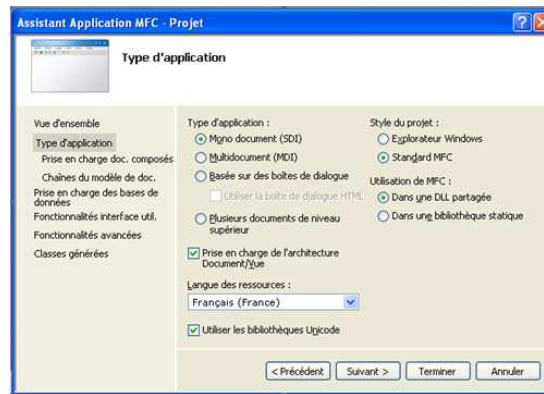 Assistant Application MFC - Projet
Type d'application
Vue d'ensemble
Type d'application
Prise en charge doc. composés
Chaînes du modèle de doc.
Prise en charge des bases de
données
Fonctionnalités interface util.
Fonctionnalités avancées
Classes générées
Type d'application :
Mono document (SDI)
Multidocument (MDI)
Basée sur des boîtes de dialogue
Utiliser la boîte de dialogue HTML
Plusieurs documents de niveau
supérieur
Prise en charge de l'architecture
Document/Vue
Langue des ressources :
Français (France)
Utiliser les bibliothèques Unicode
Style du projet :
Explorateur Windows
Standard MFC
Utilisation de MFC :
Dans une DLL partagée
Dans une bibliothèque statique
< Précédent
Suivant >
Terminer
Annuler